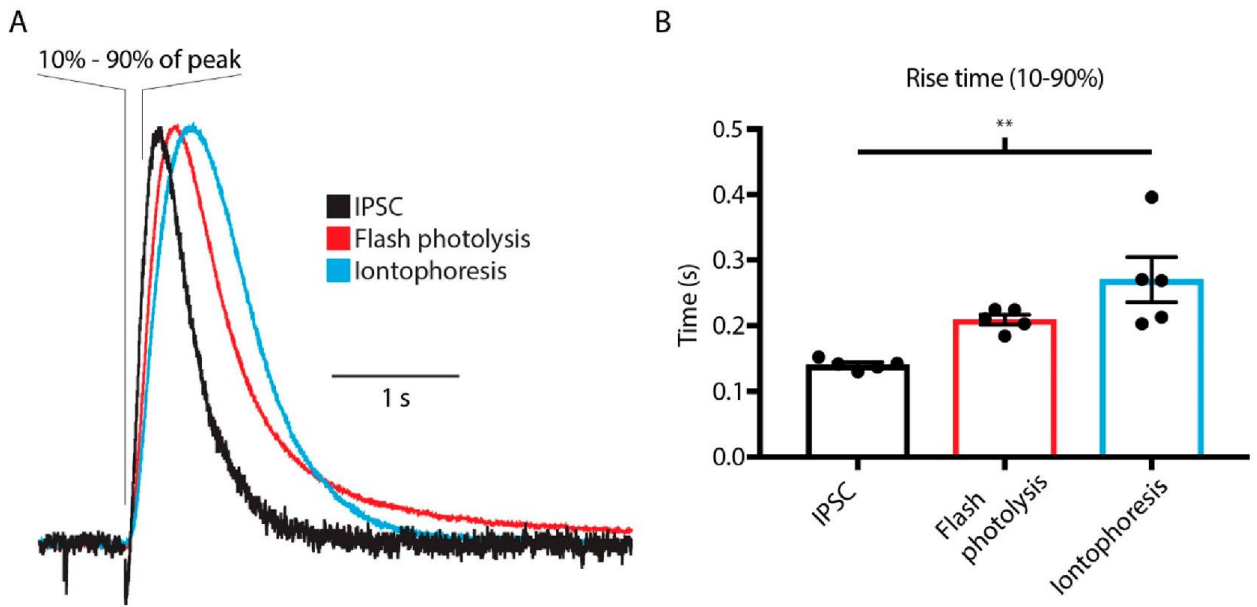 A
10% - 90% of peak
IPSC
Flash photolysis
Iontophoresis
1 s
B
Rise time (10-90%)
**
0.5
0.4
0.3
0.2
0.1
0.0
Time (s)
IPSC
Flash
photolysis
Iontophoresis